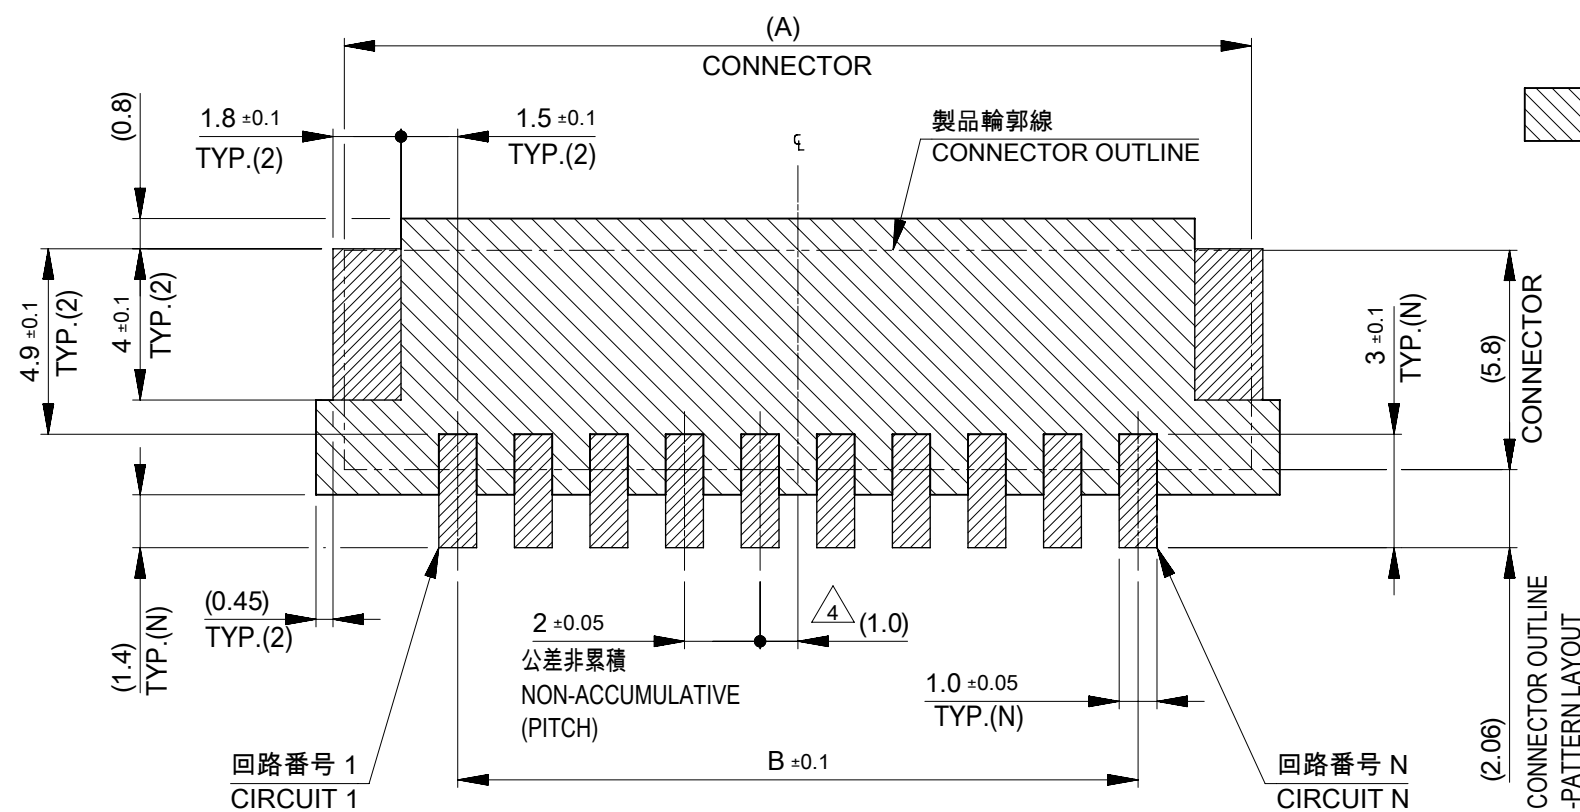 (A)
CONNECTOR
(0.8)
1.8 ±0.1
TYP.(2)
1.5 ±0.1
TYP.(2)
製品輪郭線
CONNECTOR OUTLINE
℄
4.9 ±0.1
TYP.(2)
4 ±0.1
TYP.(2)
3 ±0.1
TYP.(N)
(5.8)
CONNECTOR
(1.4)
TYP.(N)
(0.45)
TYP.(2)
2 ±0.05
公差非累積
NON-ACCUMULATIVE
(PITCH)
4
(1.0)
1.0 ±0.05
TYP.(N)
(2.06)
CONNECTOR OUTLINE
-PATTERN LAYOUT
回路番号 1
CIRCUIT 1
B ±0.1
回路番号 N
CIRCUIT N